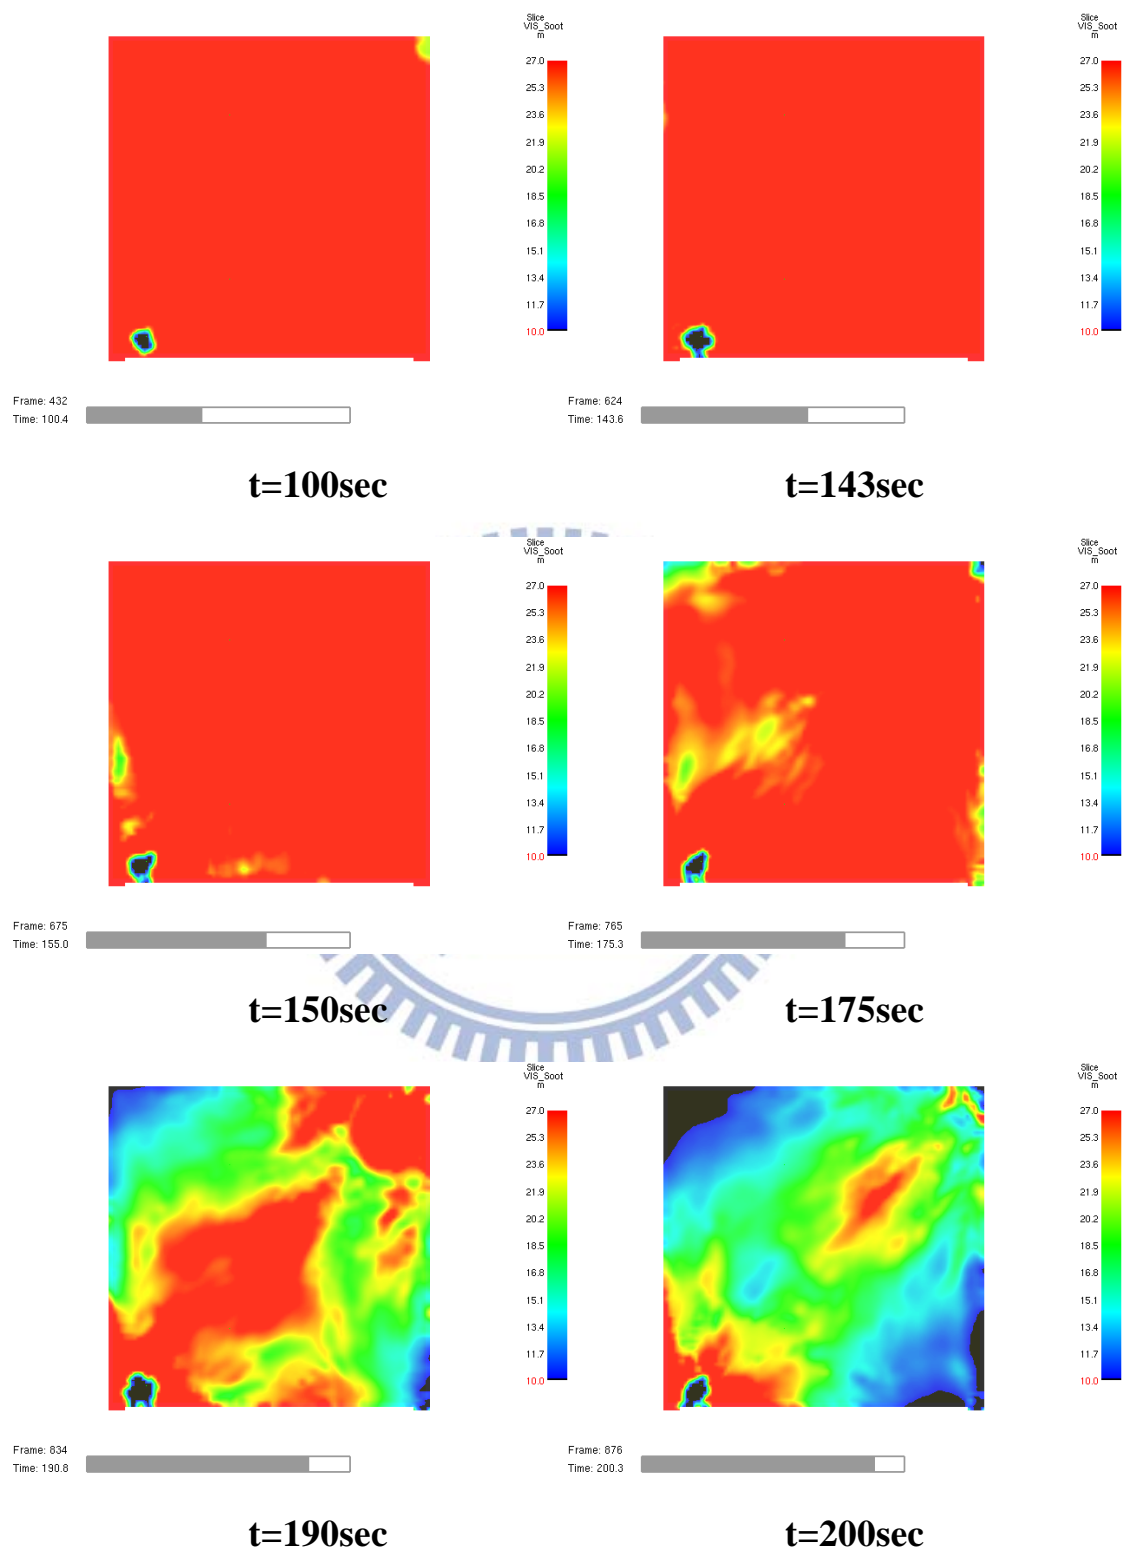 Slice
VIS_Soot
m
27.0
25.3
23.6
21.9
20.2
18.5
16.8
15.1
13.4
11.7
10.0
Frame: 432
Time: 100.4
t=100sec
Slice
VIS_Soot
m
27.0
25.3
23.6
21.9
20.2
18.5
16.8
15.1
13.4
11.7
10.0
Frame: 624
Time: 143.6
t=143sec
Slice
VIS_Soot
m
27.0
25.3
23.6
21.9
20.2
18.5
16.8
15.1
13.4
11.7
10.0
Frame: 675
Time: 155.0
t=150sec
Slice
VIS_Soot
m
27.0
25.3
23.6
21.9
20.2
18.5
16.8
15.1
13.4
11.7
10.0
Frame: 765
Time: 175.3
t=175sec
Slice
VIS_Soot
m
27.0
25.3
23.6
21.9
20.2
18.5
16.8
15.1
13.4
11.7
10.0
Frame: 834
Time: 190.8
t=190sec
Slice
VIS_Soot
m
27.0
25.3
23.6
21.9
20.2
18.5
16.8
15.1
13.4
11.7
10.0
Frame: 876
Time: 200.3
t=200sec